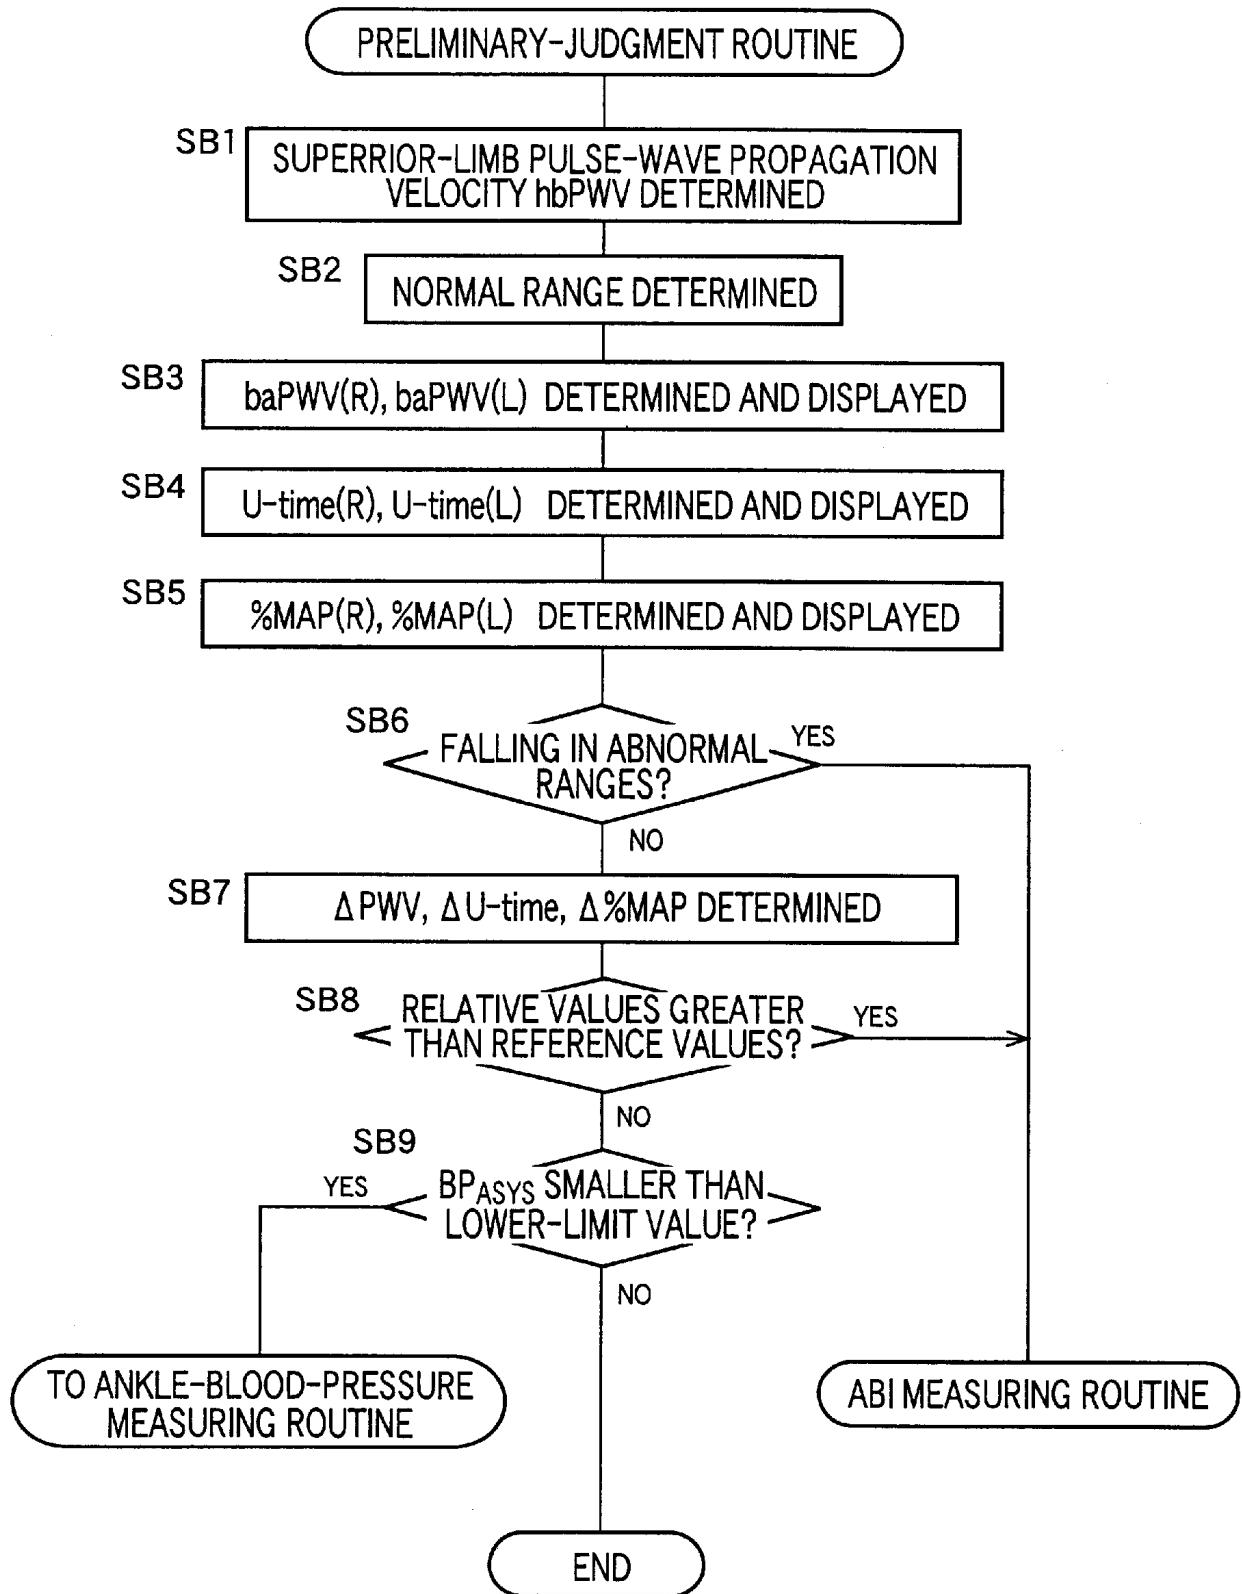 PRELIMINARY-JUDGMENT ROUTINE
SB1
SUPERRIOR-LIMB PULSE-WAVE PROPAGATION
VELOCITY hbPWV DETERMINED
SB2
NORMAL RANGE DETERMINED
SB3
baPWV(R), baPWV(L) DETERMINED AND DISPLAYED
SB4
U-time(R), U-time(L) DETERMINED AND DISPLAYED
SB5
%MAP(R), %MAP(L) DETERMINED AND DISPLAYED
SB6
FALLING IN ABNORMAL
RANGES?
YES
NO
SB7
ΔPWV, ΔU-time, Δ%MAP DETERMINED
SB8
RELATIVE VALUES GREATER
THAN REFERENCE VALUES?
YES
NO
SB9
YES
BPASYS SMALLER THAN
LOWER-LIMIT VALUE?
NO
TO ANKLE-BLOOD-PRESSURE
MEASURING ROUTINE
ABI MEASURING ROUTINE
END